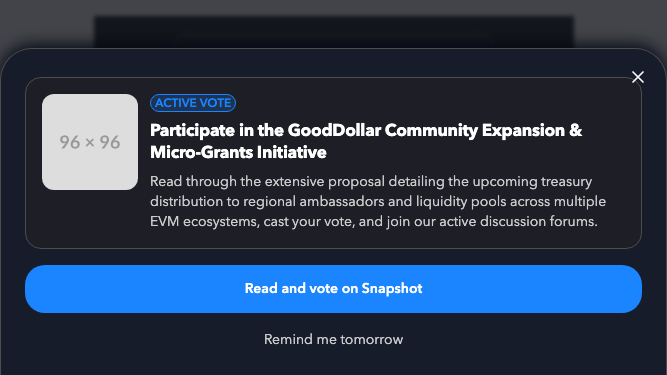 96 × 96
ACTIVE VOTE
Participate in the GoodDollar Community Expansion &
Micro-Grants Initiative
Read through the extensive proposal detailing the upcoming treasury
distribution to regional ambassadors and liquidity pools across multiple
EVM ecosystems, cast your vote, and join our active discussion forums.
Read and vote on Snapshot
Remind me tomorrow